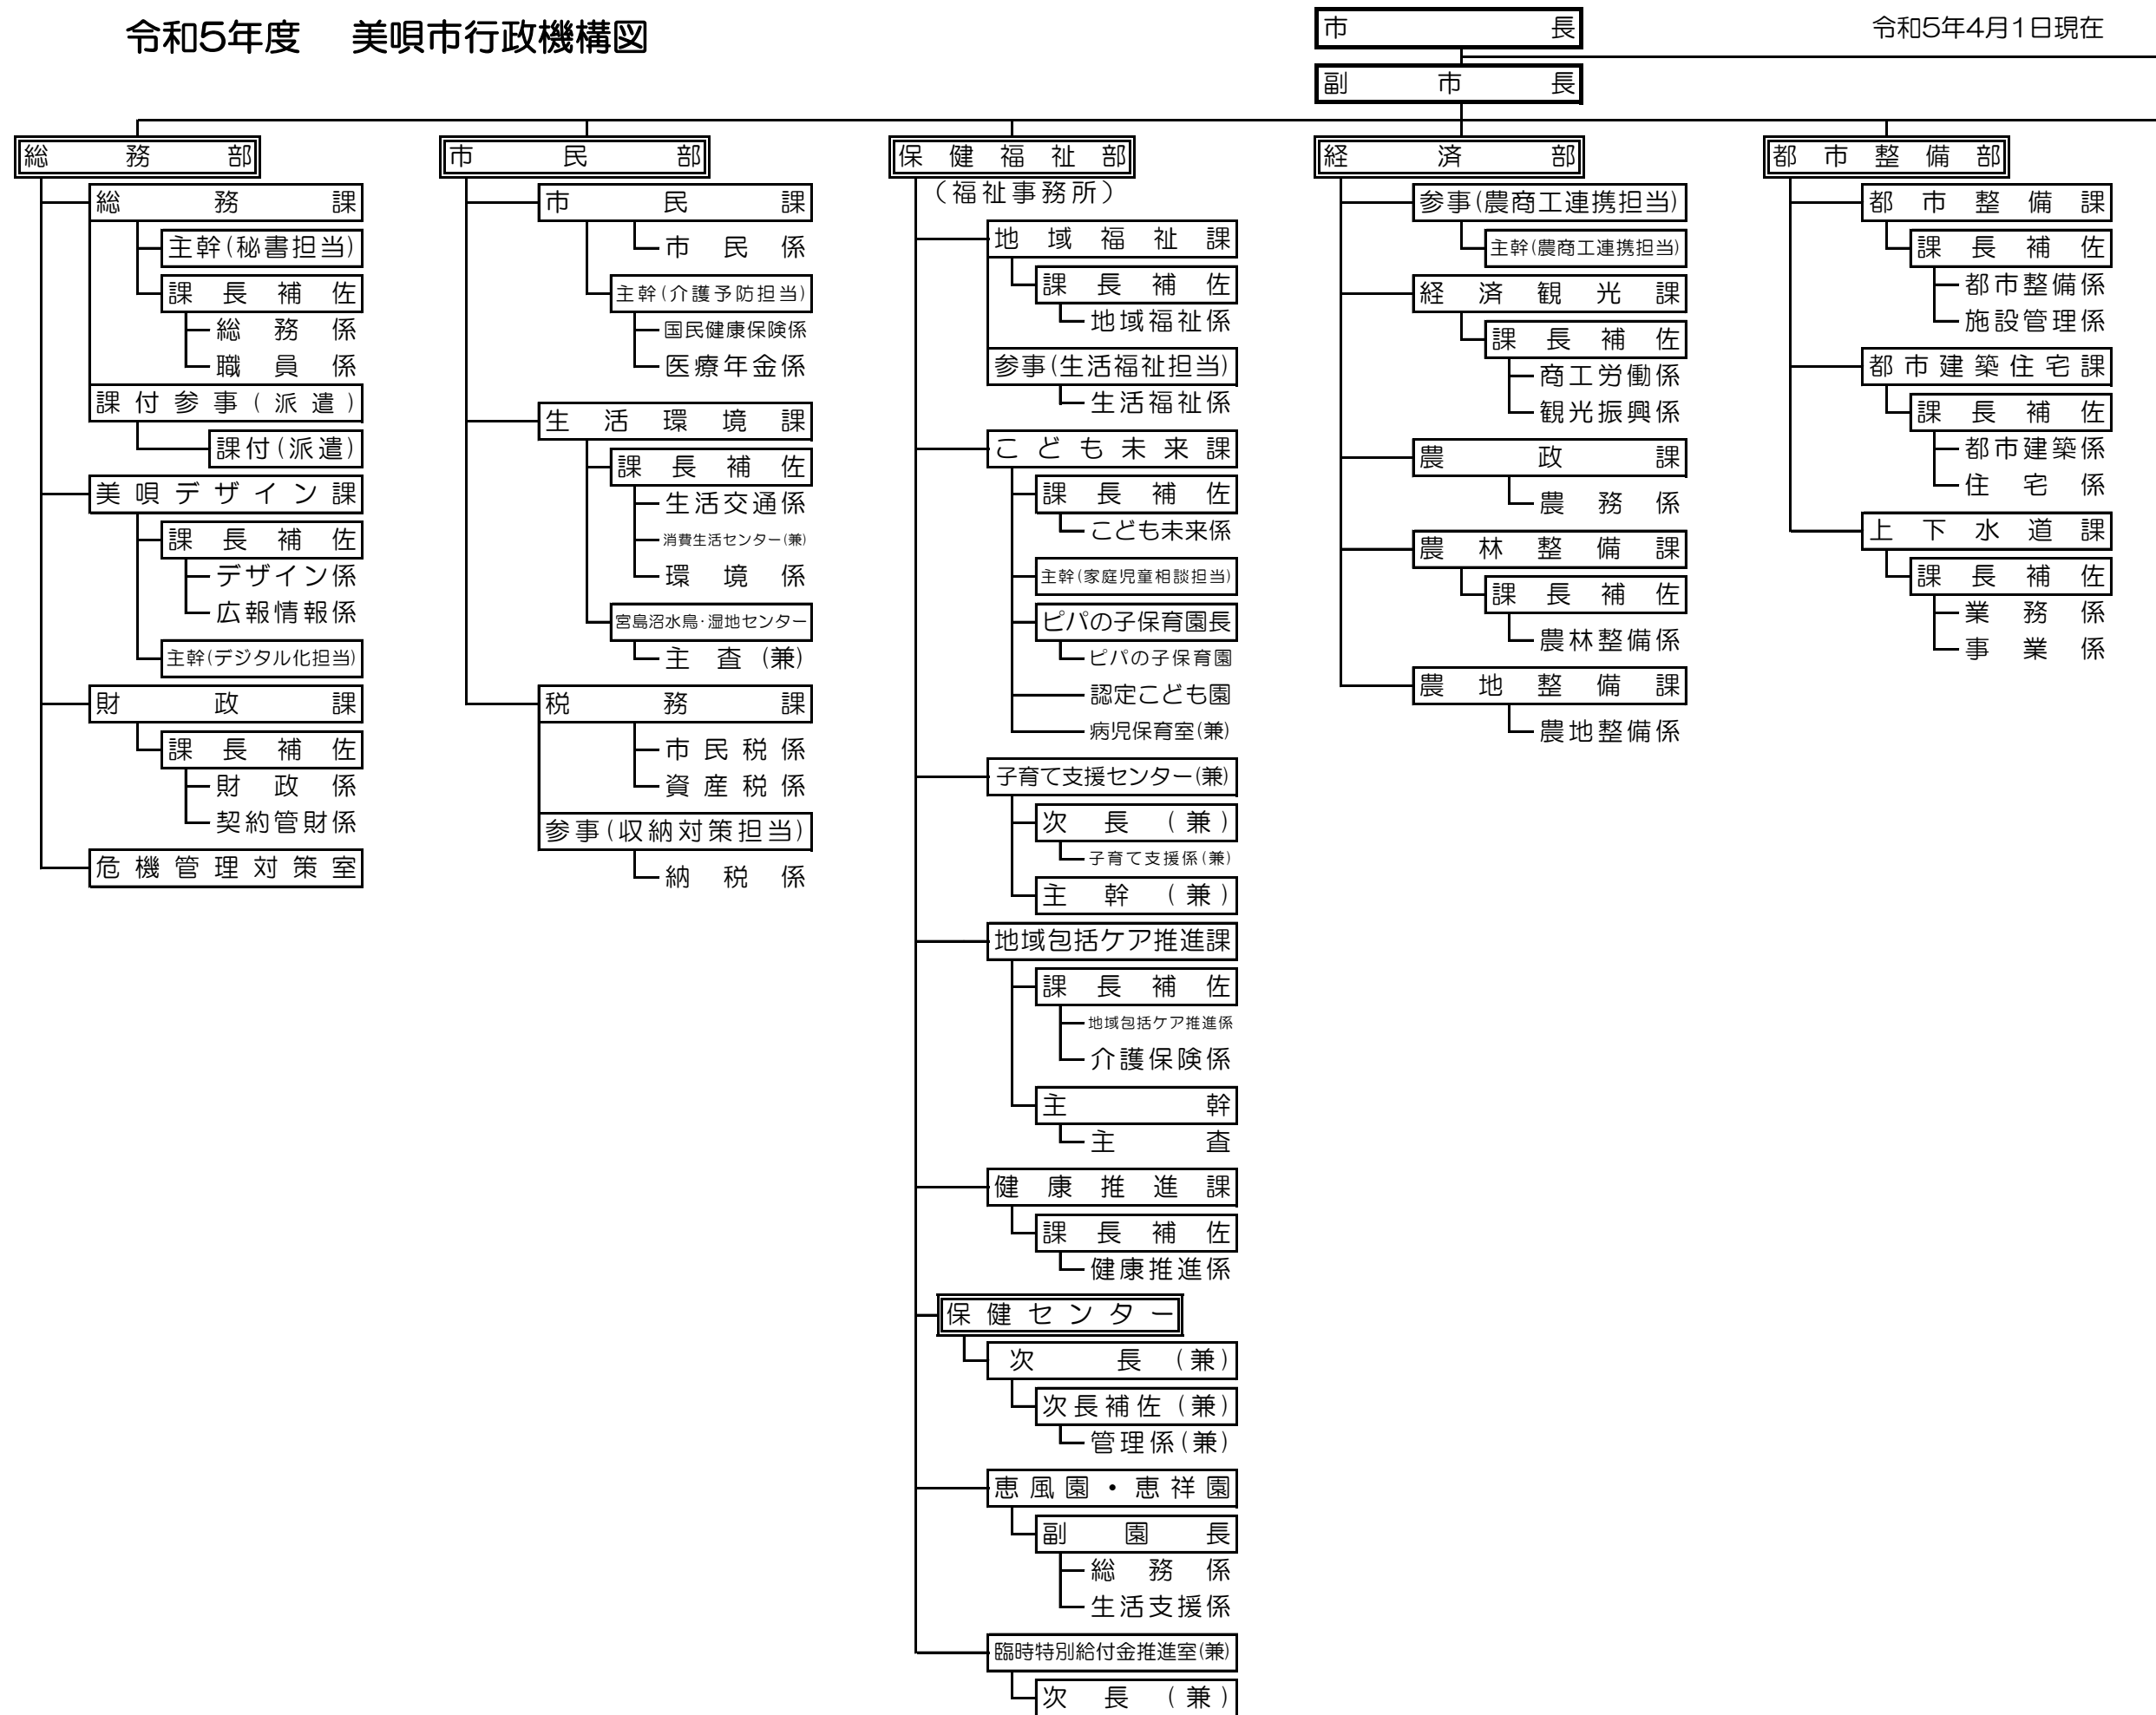 令和5年度 美唄市行政機構図
市長
令和5年4月1日現在
副市長
総務部
総務課
主幹(秘書担当)
課長補佐
総務係
職員係
課付参事(派遣)
課付(派遣)
美唄デザイン課
課長補佐
デザイン係
広報情報係
主幹(デジタル化担当)
財政課
課長補佐
財政係
契約管財係
危機管理対策室
市民部
市民課
市民係
主幹(介護予防担当)
国民健康保険係
医療年金係
生活環境課
課長補佐
生活交通係
消費生活センター(兼)
環境係
宮島沼水鳥・湿地センター
主査(兼)
税務課
市民税係
資産税係
参事(収納対策担当)
納税係
保健福祉部
(福祉事務所)
地域福祉課
課長補佐
地域福祉係
参事(生活福祉担当)
生活福祉係
こども未来課
課長補佐
こども未来係
主幹(家庭児童相談担当)
ピパの子保育園長
ピパの子保育園
認定こども園
病児保育室(兼)
子育て支援センター(兼)
次長(兼)
子育て支援係(兼)
主幹(兼)
地域包括ケア推進課
課長補佐
地域包括ケア推進係
介護保険係
主幹
主査
健康推進課
課長補佐
健康推進係
保健センター
次長(兼)
次長補佐(兼)
管理係(兼)
恵風園・恵祥園
副園長
総務係
生活支援係
臨時特別給付金推進室(兼)
次長(兼)
経済部
参事(農商工連携担当)
主幹(農商工連携担当)
経済観光課
課長補佐
商工労働係
観光振興係
農政課
農務係
農林整備課
課長補佐
農林整備係
農地整備課
農地整備係
都市整備部
都市整備課
課長補佐
都市整備係
施設管理係
都市建築住宅課
課長補佐
都市建築係
住宅係
上下水道課
課長補佐
業務係
事業係